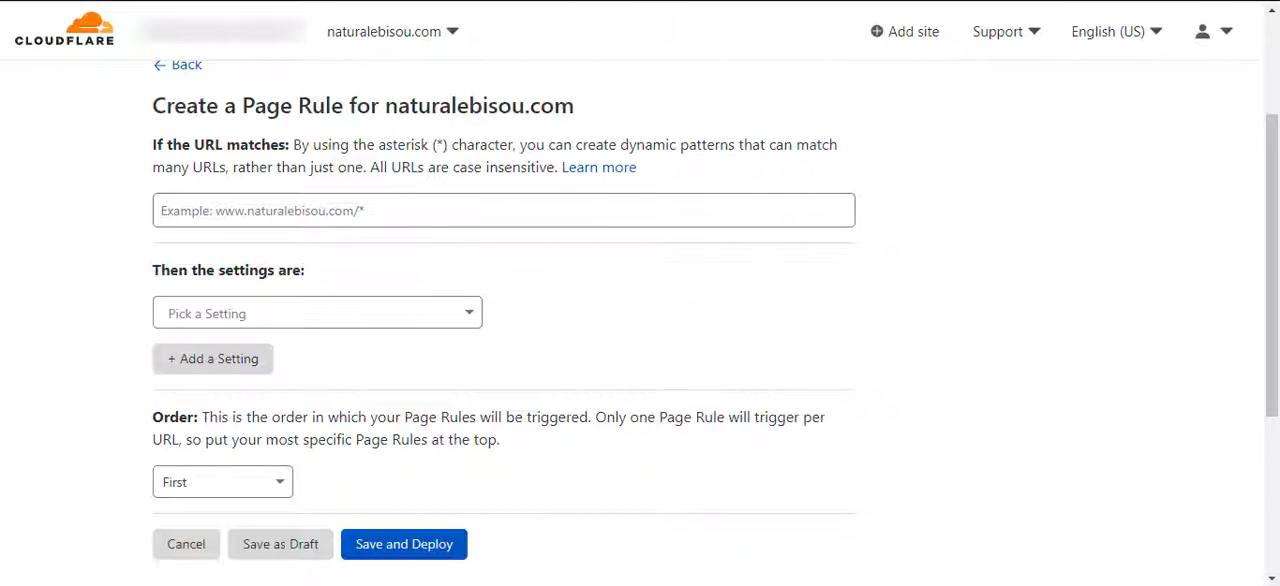 CLOUDFLARE
naturalebisou.com
Add site
Support
English (US)
← Back
Create a Page Rule for naturalebisou.com
If the URL matches: By using the asterisk (*) character, you can create dynamic patterns that can match
many URLs, rather than just one. All URLs are case insensitive. Learn more
Example: www.naturalebisou.com/*
Then the settings are:
Pick a Setting
+ Add a Setting
Order: This is the order in which your Page Rules will be triggered. Only one Page Rule will trigger per
URL, so put your most specific Page Rules at the top.
First
Cancel
Save as Draft
Save and Deploy